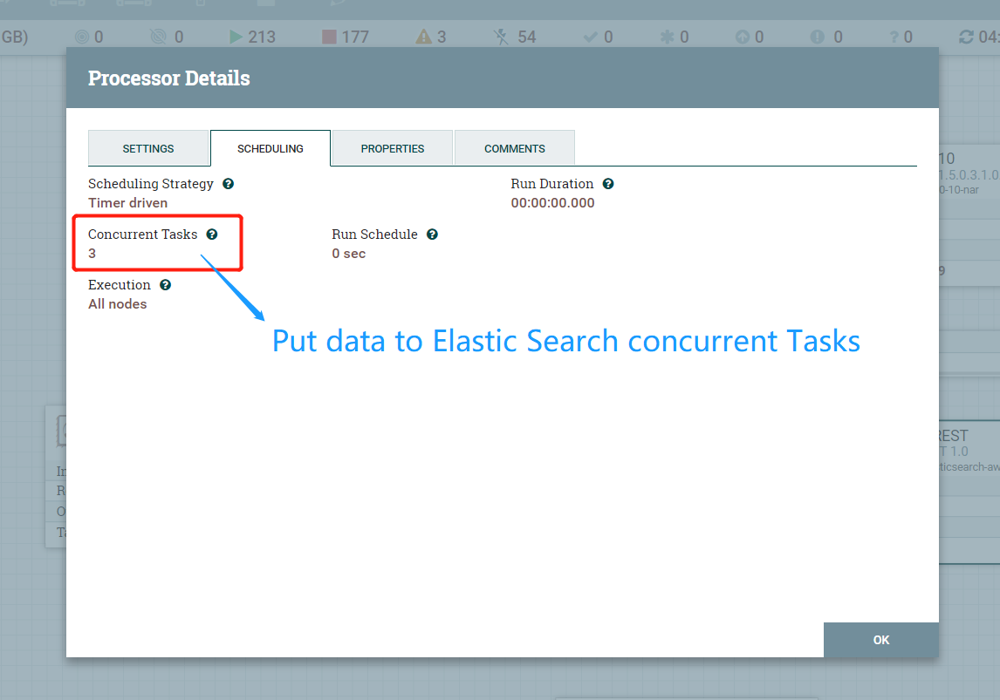 GB) 0 0 213 177 3 54 0 0 0 0 ? 0 04:
Processor Details
SETTINGS SCHEDULING PROPERTIES COMMENTS
10
1.5.0.3.1.0
0-10-nar
Scheduling Strategy ? Run Duration ?
Timer driven 00:00:00.000
Concurrent Tasks ? Run Schedule ?
3 0 sec
9
Execution ?
All nodes
Put data to Elastic Search concurrent Tasks
REST
T 1.0
ticsearch-aw
In
R
O
Ta
OK